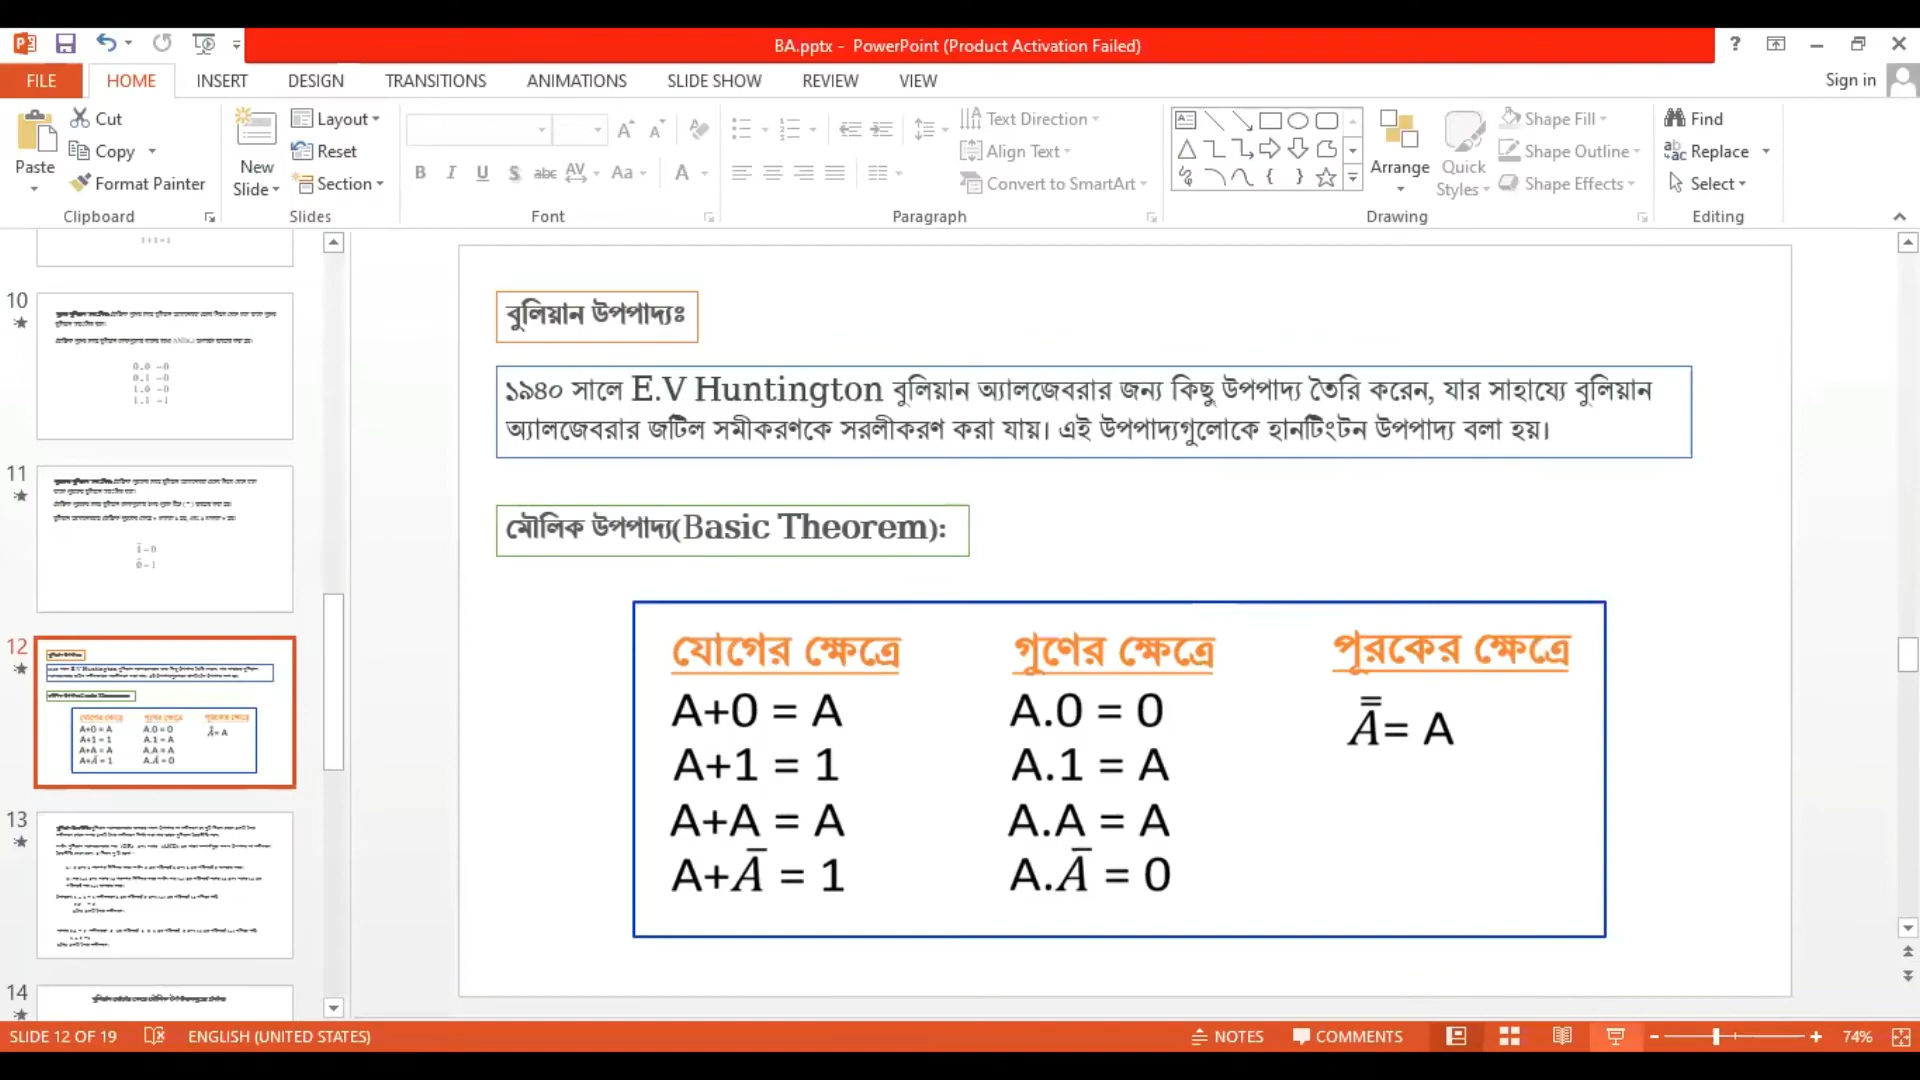 BA.pptx - PowerPoint (Product Activation Failed)
FILE HOME INSERT DESIGN TRANSITIONS ANIMATIONS SLIDE SHOW REVIEW VIEW Sign in
Paste Cut Copy Format Painter Clipboard
New Slide Layout Reset Section Slides
Font
Text Direction Align Text Convert to SmartArt Paragraph
Arrange Quick Styles Shape Fill Shape Outline Shape Effects Drawing
Find Replace Select Editing
10
11
12
13
14
বুলিয়ান উপপাদ্যঃ
১৯৪০ সালে E.V Huntington বুলিয়ান অ্যালজেবরার জন্য কিছু উপপাদ্য তৈরি করেন, যার সাহায্যে বুলিয়ান
অ্যালজেবরার জটিল সমীকরণকে সরলীকরণ করা যায়। এই উপপাদ্যগুলোকে হানটিংটন উপপাদ্য বলা হয়।
মৌলিক উপপাদ্য(Basic Theorem):
যোগের ক্ষেত্রে
A+0 = A
A+1 = 1
A+A = A
A+A̅ = 1
গুণের ক্ষেত্রে
A.0 = 0
A.1 = A
A.A = A
A.A̅ = 0
পূরকের ক্ষেত্রে
A̿= A
SLIDE 12 OF 19 ENGLISH (UNITED STATES) NOTES COMMENTS 74%